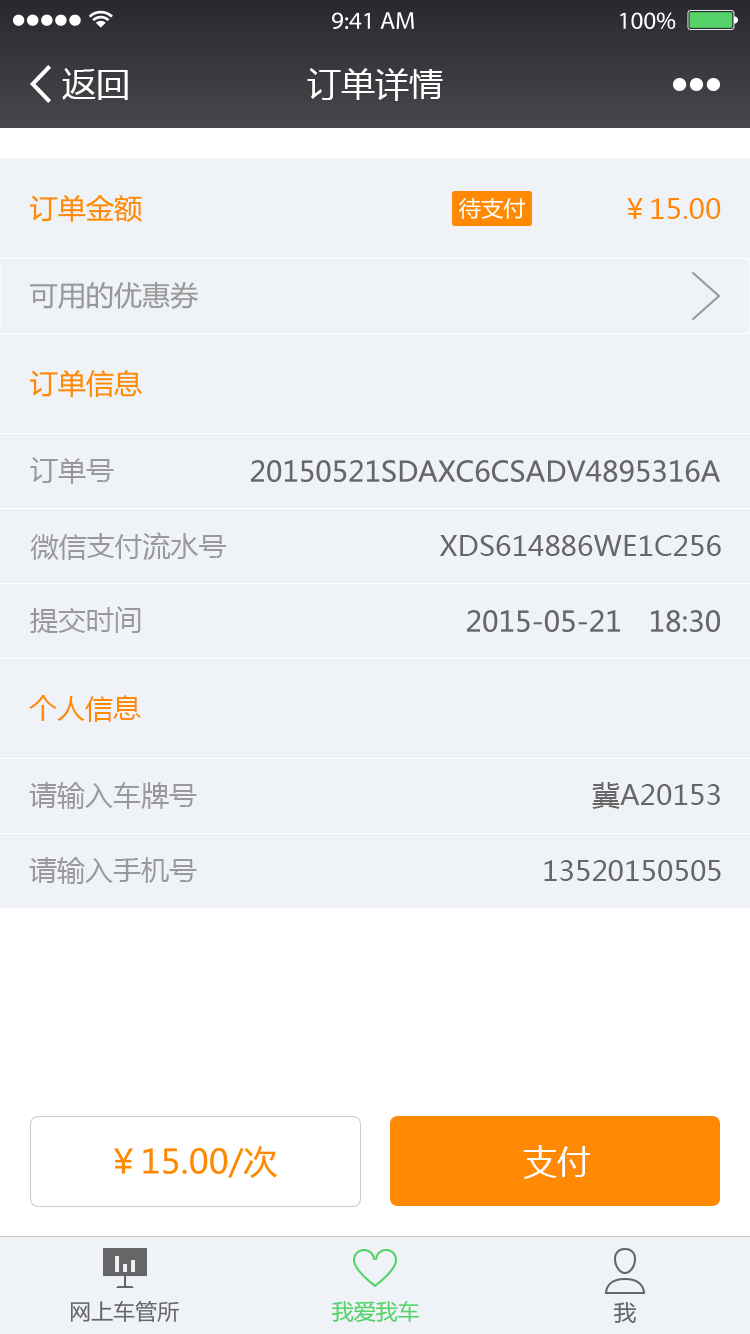 9:41 AM 100%
返回 订单详情
订单金额 待支付 ¥15.00
可用的优惠券
订单信息
订单号 20150521SDAXC6CSADV4895316A
微信支付流水号 XDS614886WE1C256
提交时间 2015-05-21 18:30
个人信息
请输入车牌号 冀A20153
请输入手机号 13520150505
¥15.00/次 支付
网上车管所 我爱我车 我